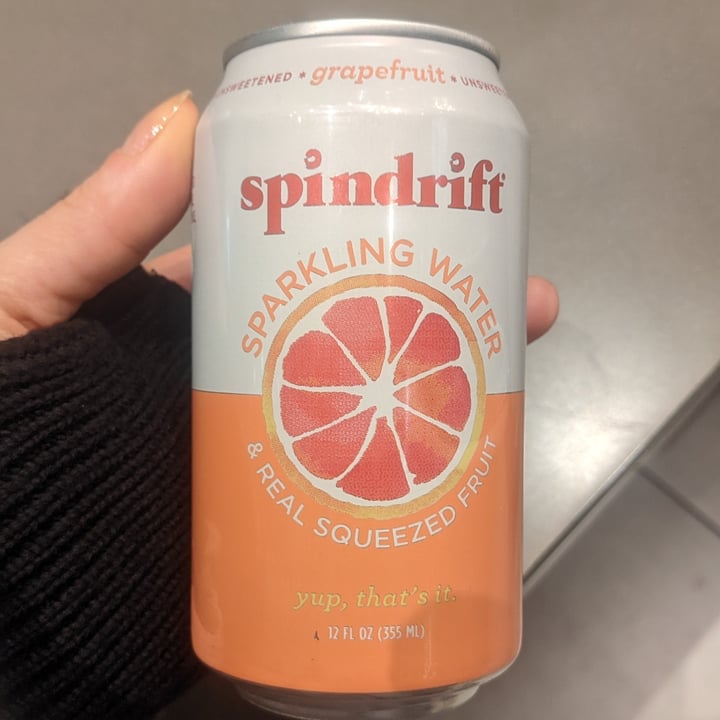 * grapefruit *
spindrift
SPARKLING WATER
& REAL SQUEEZED FRUIT
yup, that's it.
12 FL OZ (355 ML)